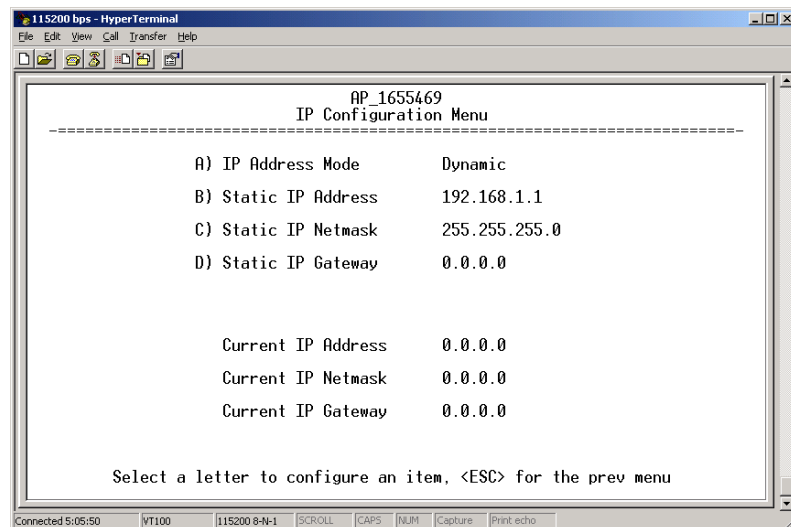 115200 bps - HyperTerminal
File Edit View Call Transfer Help
AP_1655469
IP Configuration Menu
-==========================================================================-
A) IP Address Mode Dynamic
B) Static IP Address 192.168.1.1
C) Static IP Netmask 255.255.255.0
D) Static IP Gateway 0.0.0.0
Current IP Address 0.0.0.0
Current IP Netmask 0.0.0.0
Current IP Gateway 0.0.0.0
Select a letter to configure an item, <ESC> for the prev menu
Connected 5:05:50 VT100 115200 8-N-1 SCROLL CAPS NUM Capture Print echo